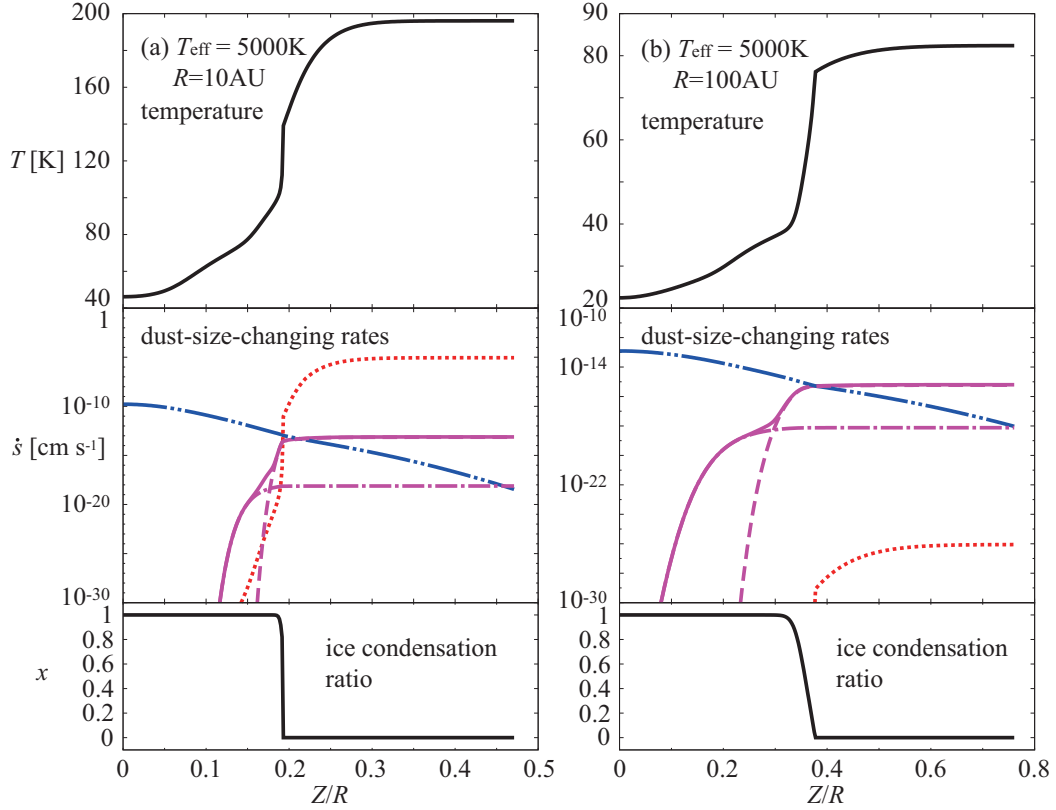 (a) Teff = 5000K
R=10AU
temperature
T [K]
200
160
120
80
40
dust-size-changing rates
ṡ [cm s-1]
1
10-10
10-20
10-30
ice condensation
ratio
x
1
0.8
0.6
0.4
0.2
0
0 0.1 0.2 0.3 0.4 0.5
Z/R
(b) Teff = 5000K
R=100AU
temperature
90
80
60
40
20
dust-size-changing rates
10-10
10-14
10-22
10-30
ice condensation
ratio
1
0.8
0.6
0.4
0.2
0
0 0.2 0.4 0.6 0.8
Z/R